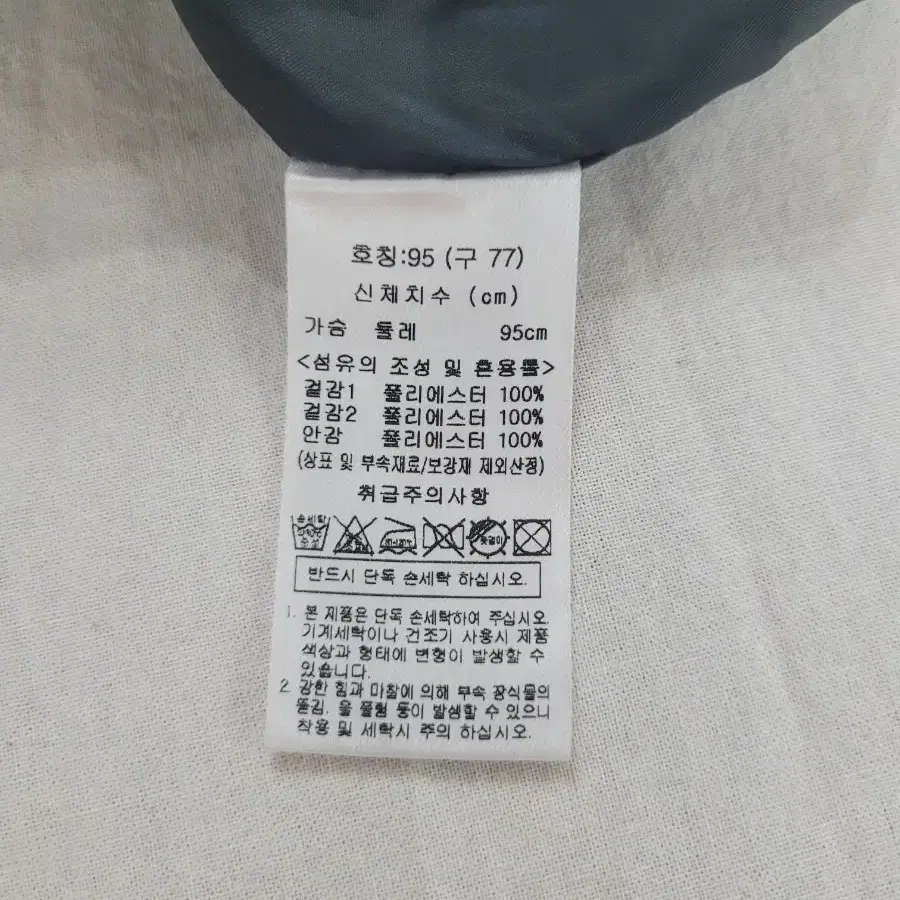 호칭:95 (구 77)
신체치수 (cm)
가슴 둘레 95cm
<섬유의 조성 및 혼용률>
겉감1 폴리에스터 100%
겉감2 폴리에스터 100%
안감 폴리에스터 100%
(상표 및 부속재료/보강재 제외산정)
취급주의사항
손세탁
옷걸이
반드시 단독 손세탁 하십시오.
1. 본 제품은 단독 손세탁하여 주십시오.
기계세탁이나 건조기 사용시 제품
색상과 형태에 변형이 발생할 수
있습니다.
2. 강한 힘과 마찰에 의해 부속 장식물의
뜯김, 올 풀림 등이 발생할 수 있으니
착용 및 세탁시 주의 하십시오.